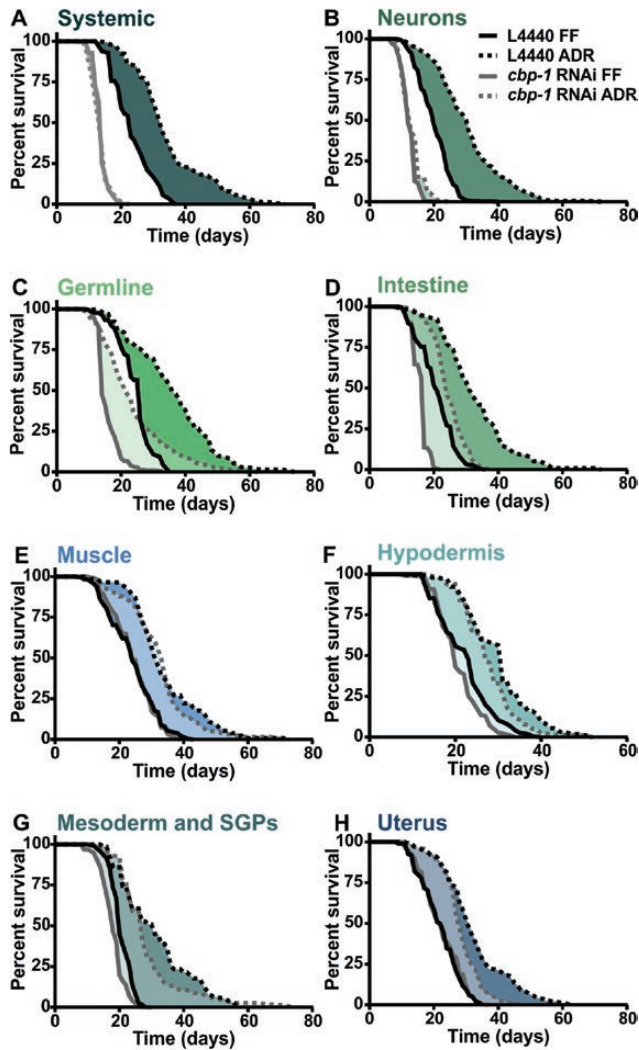 A Systemic
Percent survival
100
75
50
25
0
0 20 40 60 80
Time (days)
B Neurons
L4440 FF
L4440 ADR
cbp-1 RNAi FF
cbp-1 RNAi ADR
Percent survival
100
75
50
25
0
0 20 40 60 80
Time (days)
C Germline
Percent survival
100
75
50
25
0
0 20 40 60 80
Time (days)
D Intestine
Percent survival
100
75
50
25
0
0 20 40 60 80
Time (days)
E Muscle
Percent survival
100
75
50
25
0
0 20 40 60 80
Time (days)
F Hypodermis
Percent survival
100
75
50
25
0
0 20 40 60
Time (days)
G Mesoderm and SGPs
Percent survival
100
75
50
25
0
0 20 40 60 80
Time (days)
H Uterus
Percent survival
100
75
50
25
0
0 20 40 60 80
Time (days)